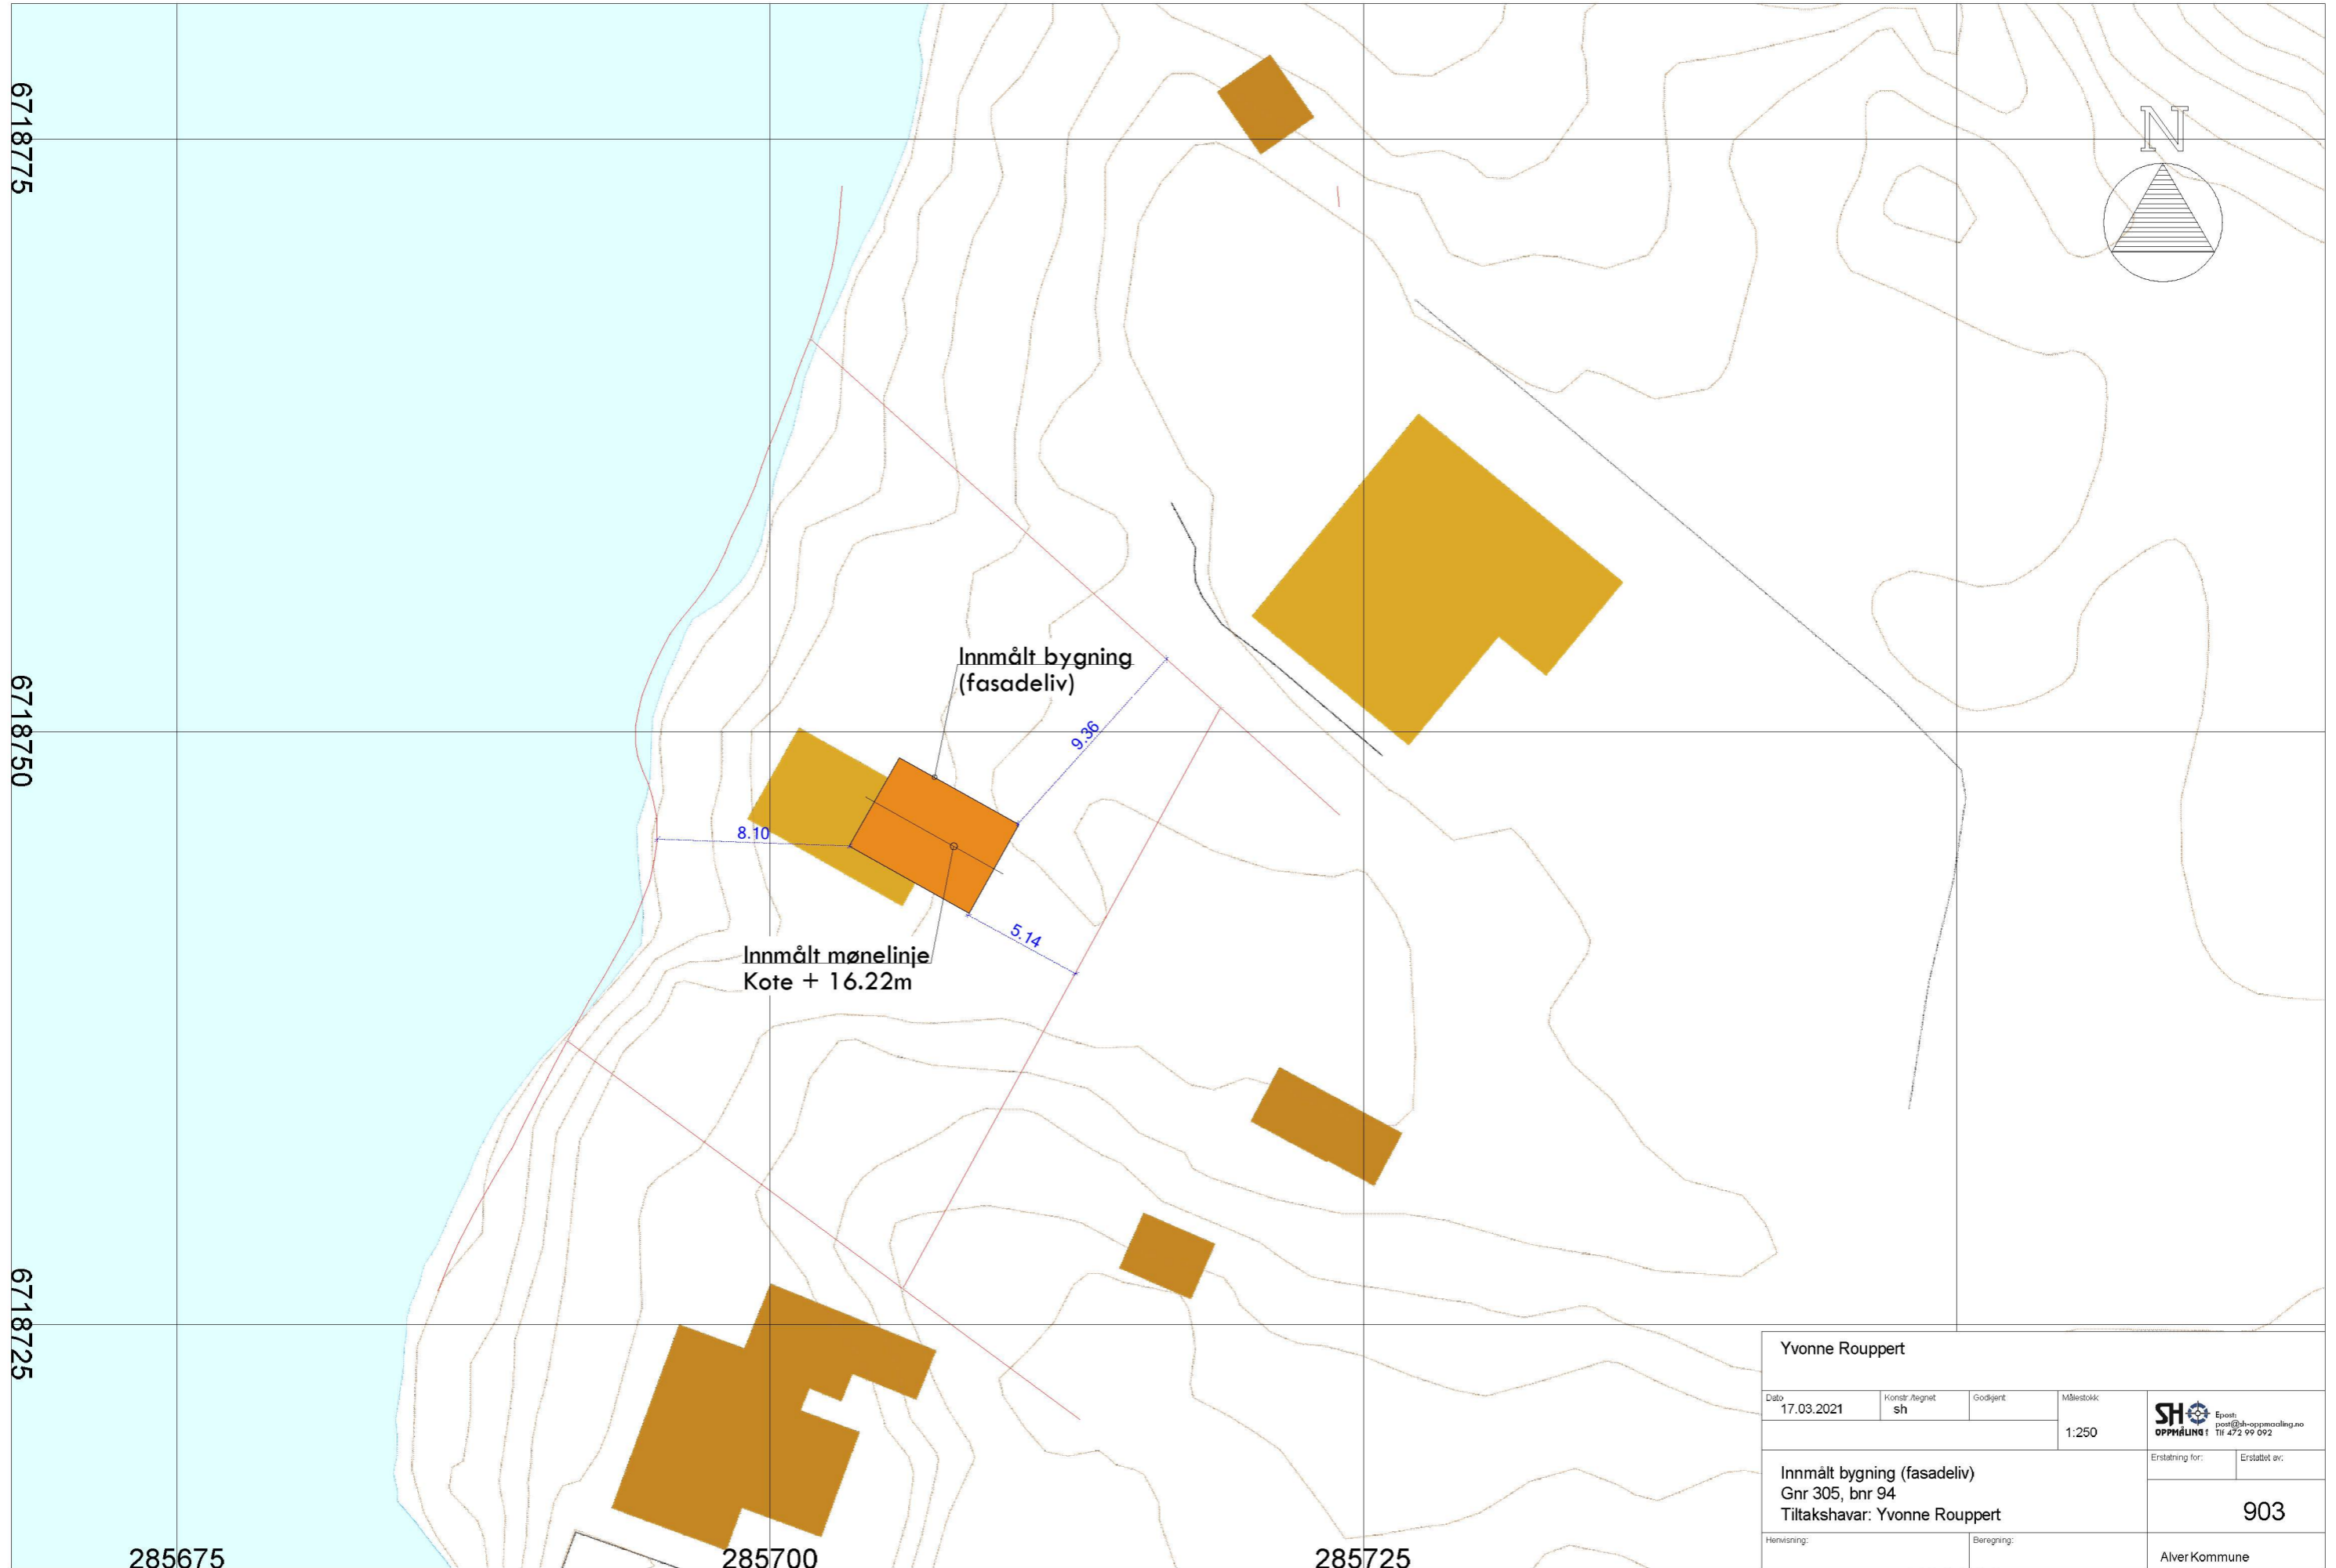 6718775
N
Innmålt bygning
(fasadeliv)
6718750
9.36
8.10
5.14
Innmålt mønelinje
Kote + 16.22m
6718725
285675
285700
285725
Yvonne Rouppert
Dato
17.03.2021
Konstr./tegnet
sh
Godkjent
Målestokk
1:250
SH
OPPMÅLING
Epost:
post@sh-oppmaaling.no
Tlf 472 99 092
Innmålt bygning (fasadeliv)
Gnr 305, bnr 94
Tiltakshavar: Yvonne Rouppert
Erstatning for:
Erstattet av:
903
Henvisning:
Beregning:
Alver Kommune